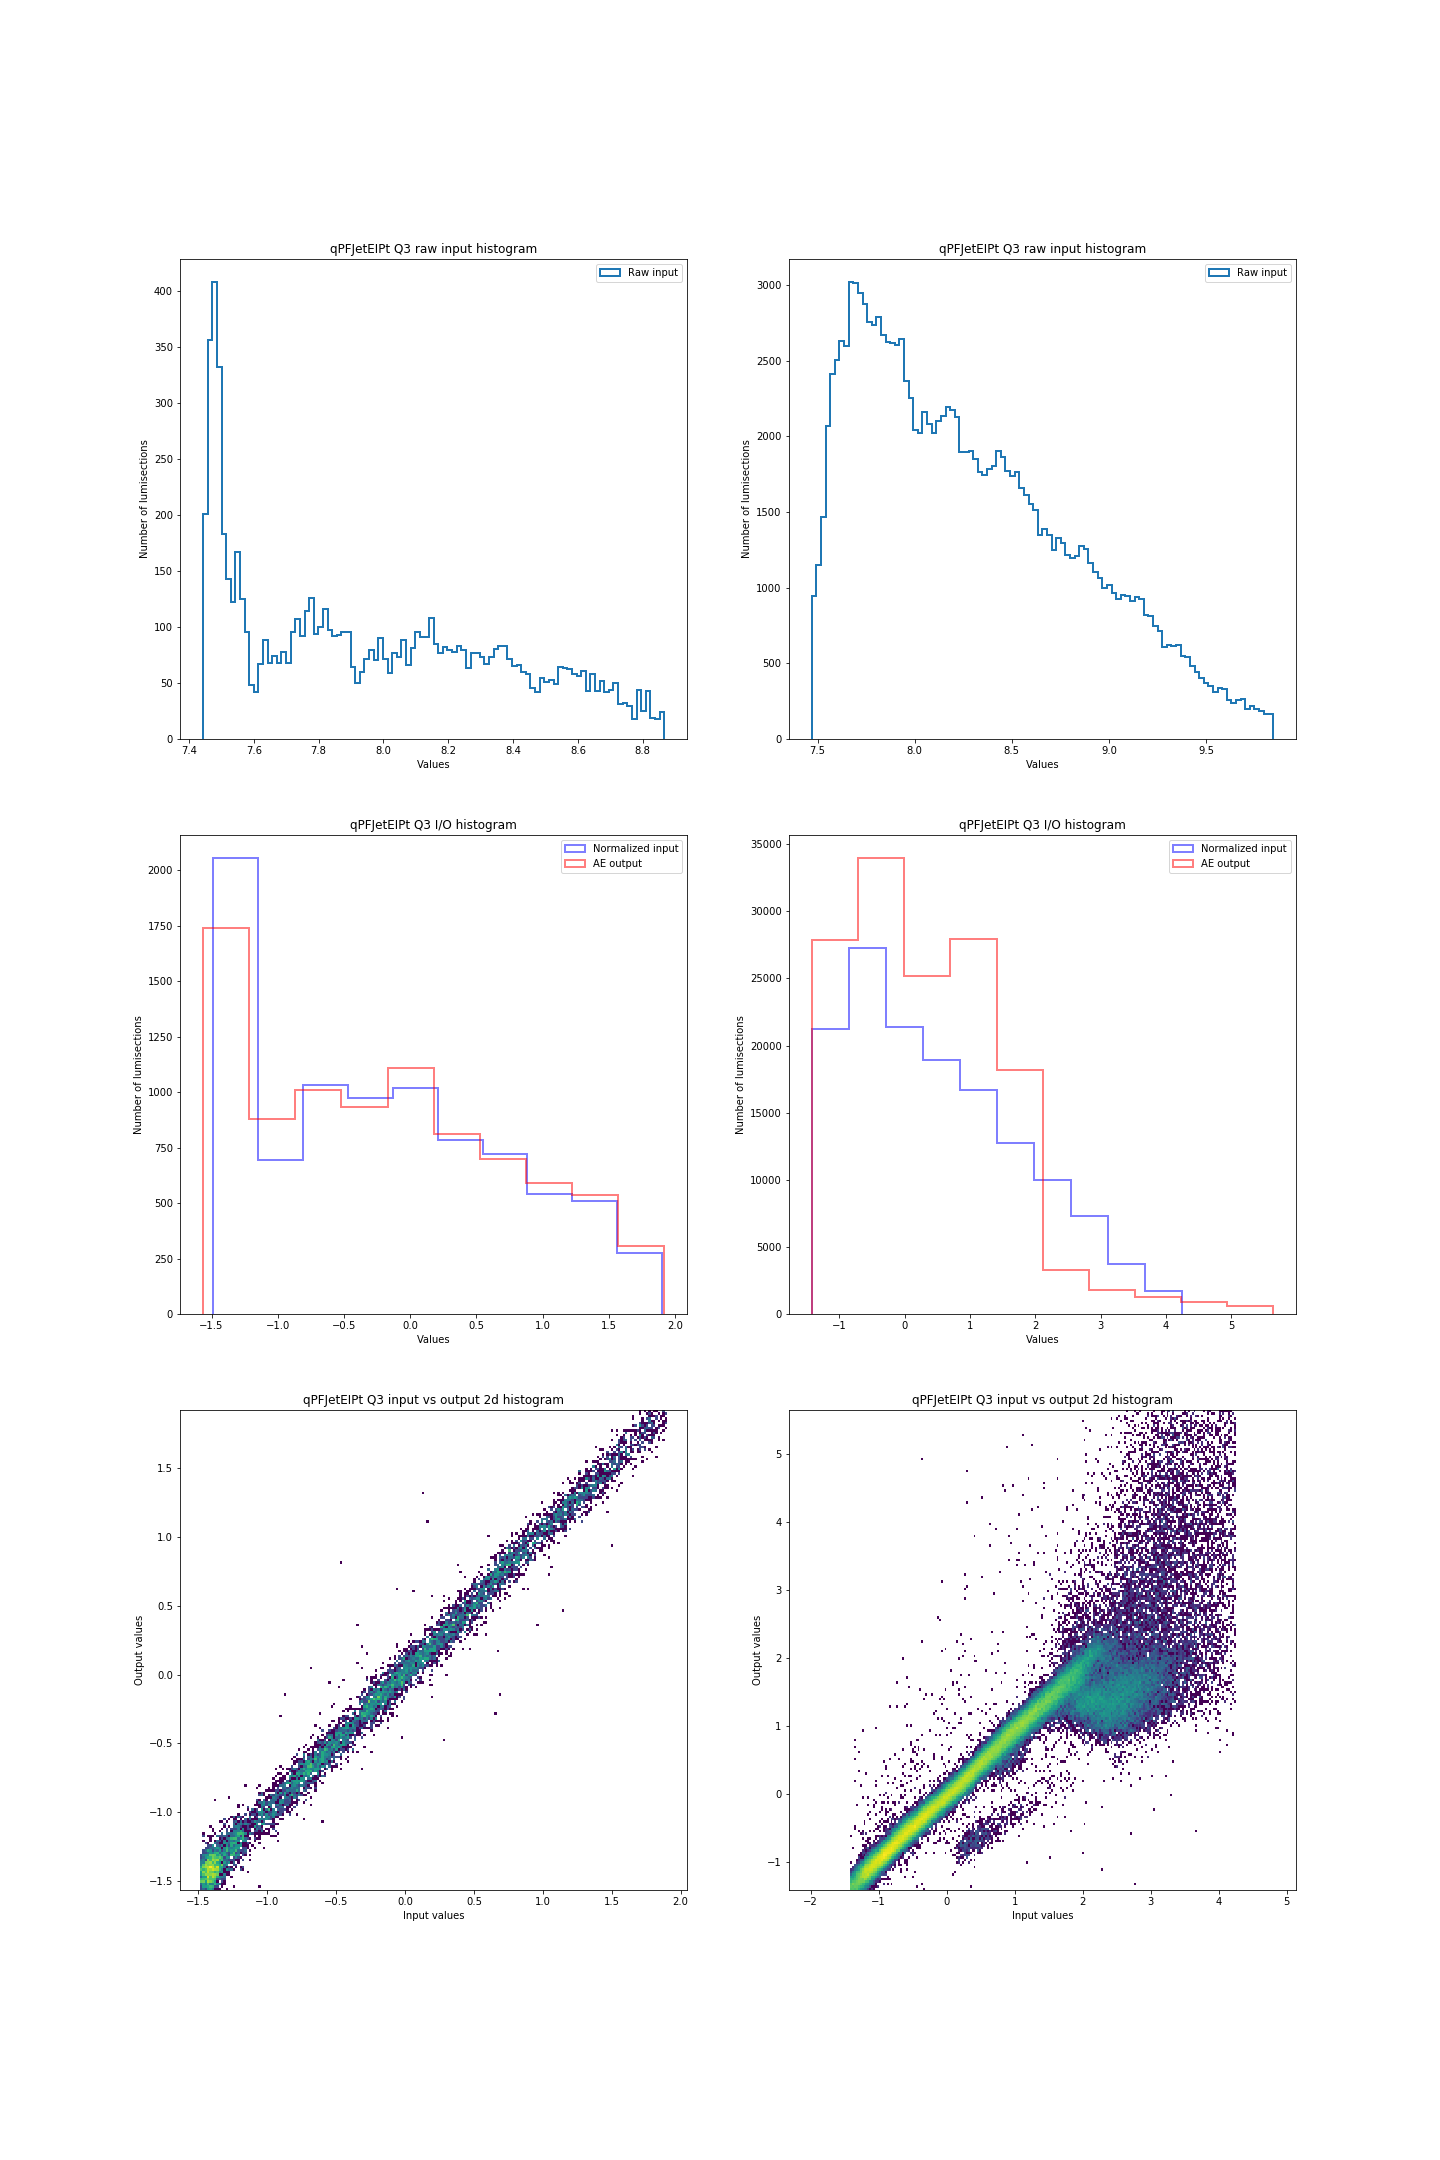 qPFJetEIPt Q3 raw input histogram
Raw input
Number of lumisections
400
350
300
250
200
150
100
50
0
7.4 7.6 7.8 8.0 8.2 8.4 8.6 8.8
Values
qPFJetEIPt Q3 raw input histogram
Raw input
Number of lumisections
3000
2500
2000
1500
1000
500
0
7.5 8.0 8.5 9.0 9.5
Values
qPFJetEIPt Q3 I/O histogram
Normalized input
AE output
Number of lumisections
2000
1750
1500
1250
1000
750
500
250
0
−1.5 −1.0 −0.5 0.0 0.5 1.0 1.5 2.0
Values
qPFJetEIPt Q3 I/O histogram
Normalized input
AE output
Number of lumisections
35000
30000
25000
20000
15000
10000
5000
0
−1 0 1 2 3 4 5
Values
qPFJetEIPt Q3 input vs output 2d histogram
Output values
1.5
1.0
0.5
0.0
−0.5
−1.0
−1.5
−1.5 −1.0 −0.5 0.0 0.5 1.0 1.5 2.0
Input values
qPFJetEIPt Q3 input vs output 2d histogram
Output values
5
4
3
2
1
0
−1
−2 −1 0 1 2 3 4 5
Input values